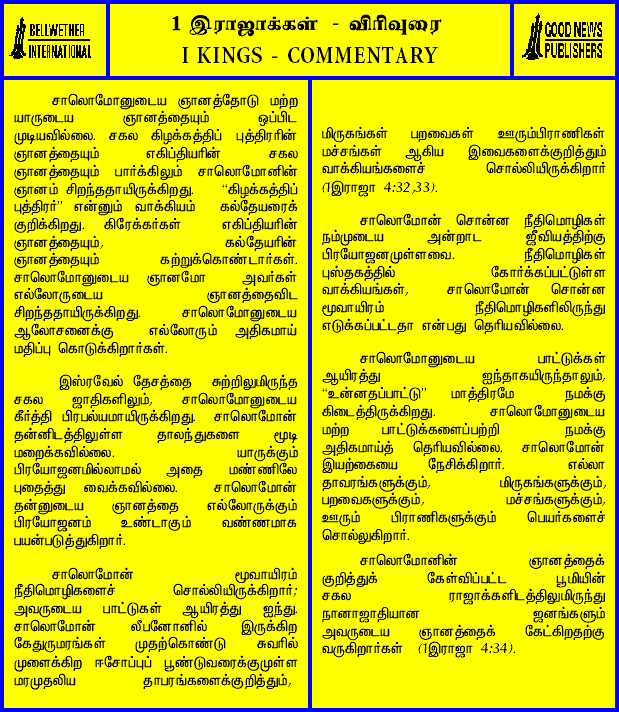 BELLWETHER
INTERNATIONAL
1 இராஜாக்கள் - விரிவுரை
I KINGS - COMMENTARY
GOOD NEWS
PUBLISHERS
சாலொமோனுடைய ஞானத்தோடு மற்ற
யாருடைய ஞானத்தையும் ஒப்பிட
முடியவில்லை. சகல கிழக்கத்திப் புத்திரரின்
ஞானத்தையும் எகிப்தியரின் சகல
ஞானத்தையும் பார்க்கிலும் சாலொமோனின்
ஞானம் சிறந்ததாயிருக்கிறது. “கிழக்கத்திப்
புத்திரர்” என்னும் வாக்கியம் கல்தேயரைக்
குறிக்கிறது. கிரேக்கர்கள் எகிப்தியரின்
ஞானத்தையும், கல்தேயரின்
ஞானத்தையும் கற்றுக்கொண்டார்கள்.
சாலொமோனுடைய ஞானமோ அவர்கள்
எல்லோருடைய ஞானத்தைவிட
சிறந்ததாயிருக்கிறது. சாலொமோனுடைய
ஆலோசனைக்கு எல்லோரும் அதிகமாய்
மதிப்பு கொடுக்கிறார்கள்.
இஸ்ரவேல் தேசத்தை சுற்றிலுமிருந்த
சகல ஜாதிகளிலும், சாலொமோனுடைய
கீர்த்தி பிரபல்யமாயிருக்கிறது. சாலொமோன்
தன்னிடத்திலுள்ள தாலந்துகளை மூடி
மறைக்கவில்லை. யாருக்கும்
பிரயோஜனமில்லாமல் அதை மண்ணிலே
புதைத்து வைக்கவில்லை. சாலொமோன்
தன்னுடைய ஞானத்தை எல்லோருக்கும்
பிரயோஜனம் உண்டாகும் வண்ணமாக
பயன்படுத்துகிறார்.
சாலொமோன் மூவாயிரம்
நீதிமொழிகளைச் சொல்லியிருக்கிறார்;
அவருடைய பாட்டுகள் ஆயிரத்து ஐந்து.
சாலொமோன் லீபனோனில் இருக்கிற
கேதுருமரங்கள் முதற்கொண்டு சுவரில்
முளைக்கிற ஈசோப்புப் பூண்டுவரைக்குமுள்ள
மரமுதலிய தாபரங்களைக்குறித்தும்,
மிருகங்கள் பறவைகள் ஊரும்பிராணிகள்
மச்சங்கள் ஆகிய இவைகளைக்குறித்தும்
வாக்கியங்களைச் சொல்லியிருக்கிறார்
(1இராஜா 4:32,33).
சாலொமோன் சொன்ன நீதிமொழிகள்
நம்முடைய அன்றாட ஜீவியத்திற்கு
பிரயோஜனமுள்ளவை. நீதிமொழிகள்
புஸ்தகத்தில் கோர்க்கப்பட்டுள்ள
வாக்கியங்கள், சாலொமோன் சொன்ன
மூவாயிரம் நீதிமொழிகளிலிருந்து
எடுக்கப்பட்டதா என்பது தெரியவில்லை.
சாலொமோனுடைய பாட்டுக்கள்
ஆயிரத்து ஐந்தாகயிருந்தாலும்,
“உன்னதப்பாட்டு” மாத்திரமே நமக்கு
கிடைத்திருக்கிறது. சாலொமோனுடைய
மற்ற பாட்டுக்களைப்பற்றி நமக்கு
அதிகமாய்த் தெரியவில்லை. சாலொமோன்
இயற்கையை நேசிக்கிறார். எல்லா
தாவரங்களுக்கும், மிருகங்களுக்கும்,
பறவைகளுக்கும், மச்சங்களுக்கும்,
ஊரும் பிராணிகளுக்கும் பெயர்களைச்
சொல்லுகிறார்.
சாலொமோனின் ஞானத்தைக்
குறித்துக் கேள்விப்பட்ட பூமியின்
சகல ராஜாக்களிடத்திலுமிருந்து
நானாஜாதியான ஜனங்களும்
அவருடைய ஞானத்தைக் கேட்கிறதற்கு
வருகிறார்கள் (1இராஜா 4:34).